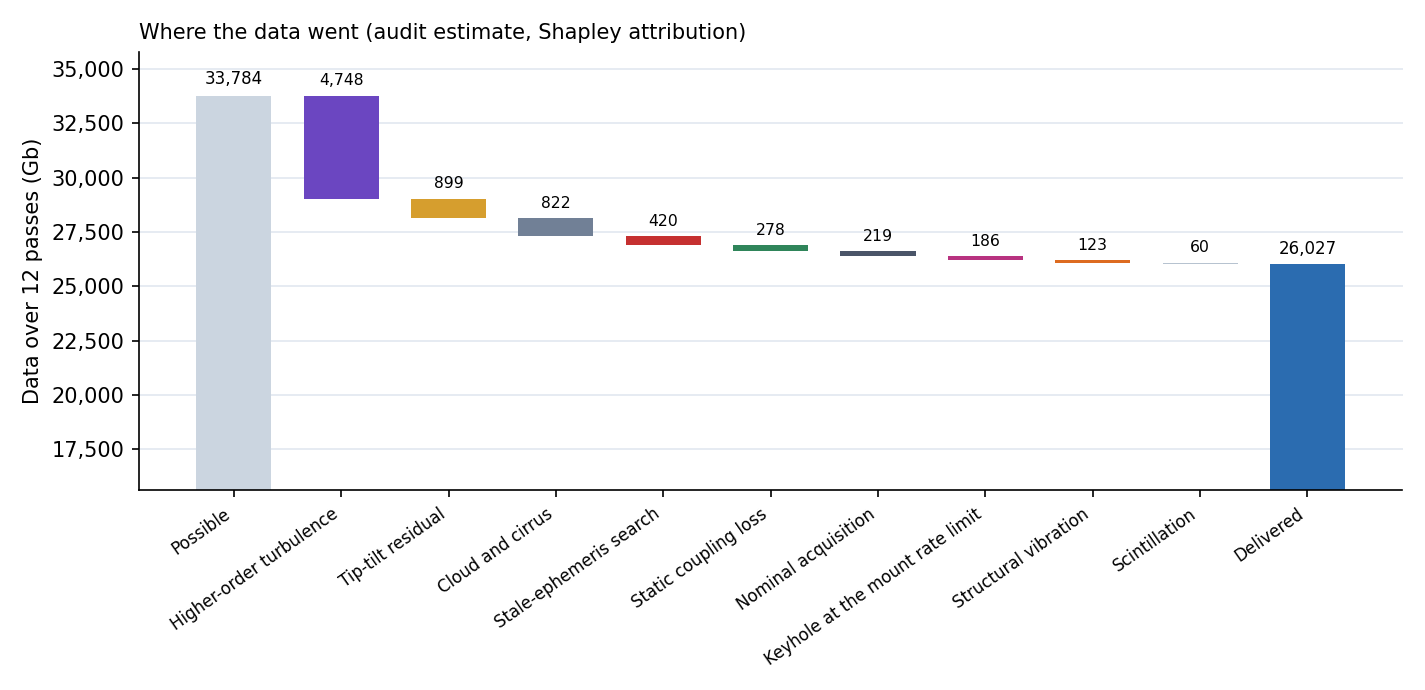 Where the data went (audit estimate, Shapley attribution)
Data over 12 passes (Gb)
35,000
32,500
30,000
27,500
25,000
22,500
20,000
17,500
33,784
4,748
899
822
420
278
219
186
123
60
26,027
Possible
Higher-order turbulence
Tip-tilt residual
Cloud and cirrus
Stale-ephemeris search
Static coupling loss
Nominal acquisition
Keyhole at the mount rate limit
Structural vibration
Scintillation
Delivered